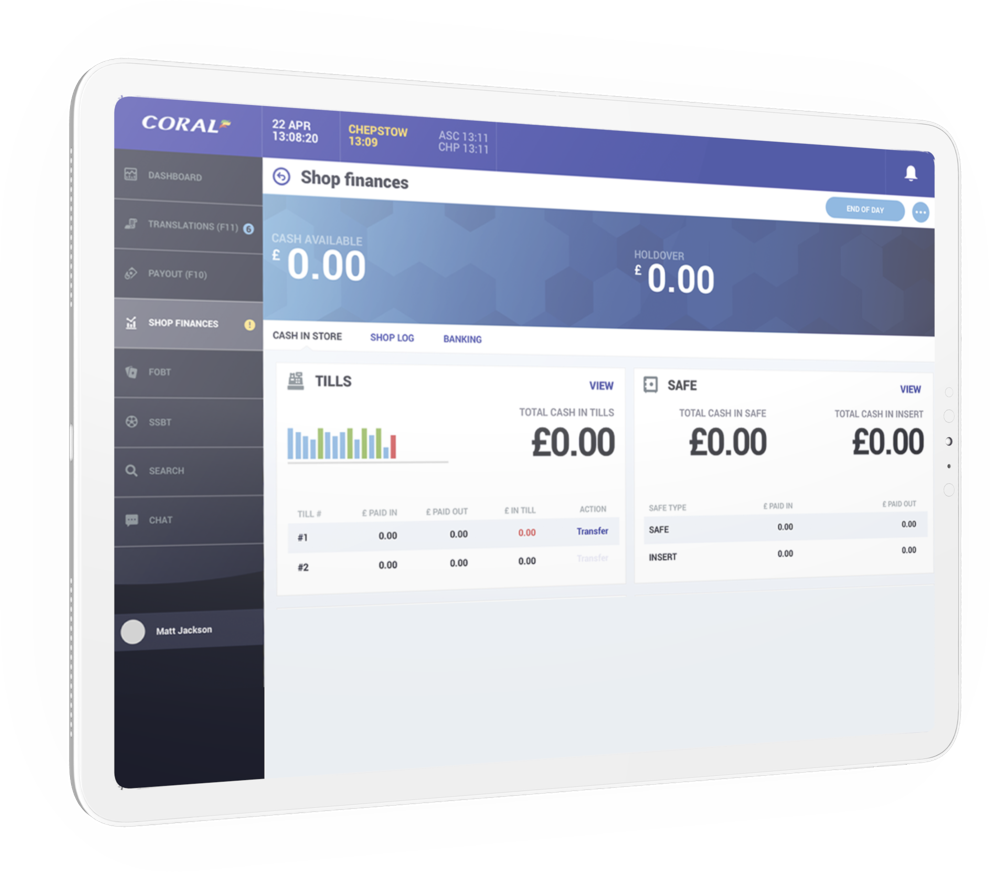 CORAL
22 APR
13:08:20
CHEPSTOW
13:09
ASC 13:11
CHP 13:11
DASHBOARD
TRANSLATIONS (F11) 6
PAYOUT (F10)
SHOP FINANCES !
FOBT
SSBT
SEARCH
CHAT
Matt Jackson
Shop finances
END OF DAY
CASH AVAILABLE
£ 0.00
HOLDOVER
£ 0.00
CASH IN STORE SHOP LOG BANKING
TILLS VIEW
TOTAL CASH IN TILLS
£0.00
TILL # £ PAID IN £ PAID OUT £ IN TILL ACTION
#1 0.00 0.00 0.00 Transfer
#2 0.00 0.00 0.00 Transfer
SAFE VIEW
TOTAL CASH IN SAFE TOTAL CASH IN INSERT
£0.00 £0.00
SAFE TYPE £ PAID IN £ PAID OUT
SAFE 0.00 0.00
INSERT 0.00 0.00